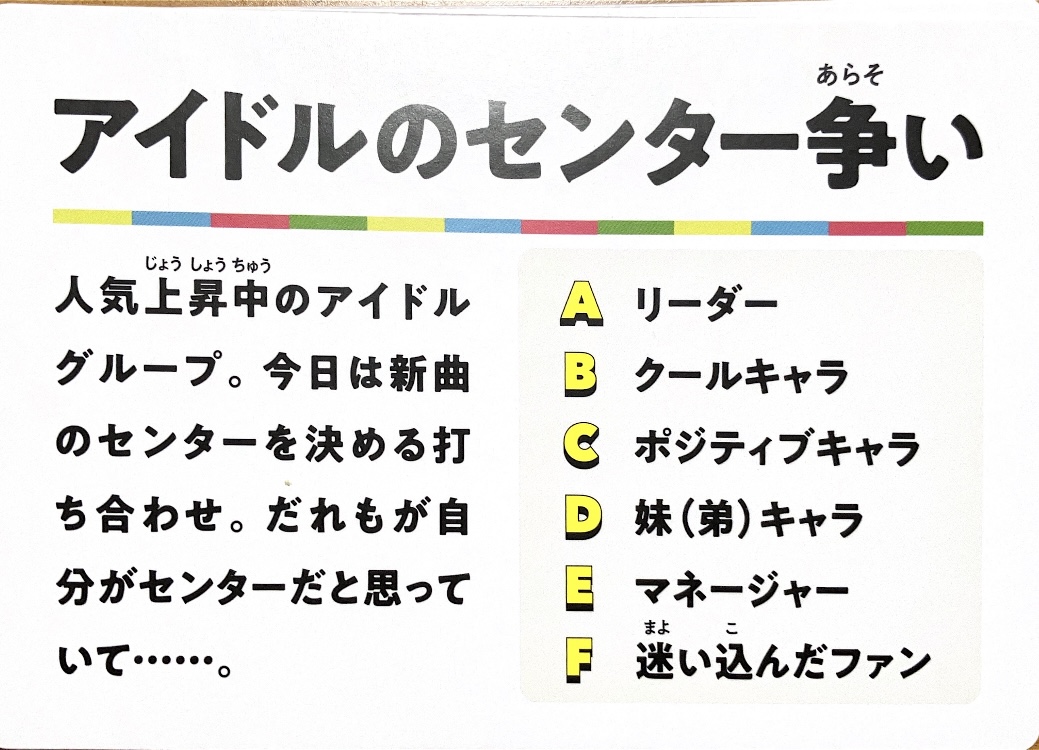 あらそ
アイドルのセンター争い
じょう しょう ちゅう
人気上昇中のアイドル
グループ。今日は新曲
のセンターを決める打
ち合わせ。だれもが自
分がセンターだと思って
いて……。
A リーダー
B クールキャラ
C ポジティブキャラ
D 妹(弟)キャラ
E マネージャー
まよ こ
F 迷い込んだファン